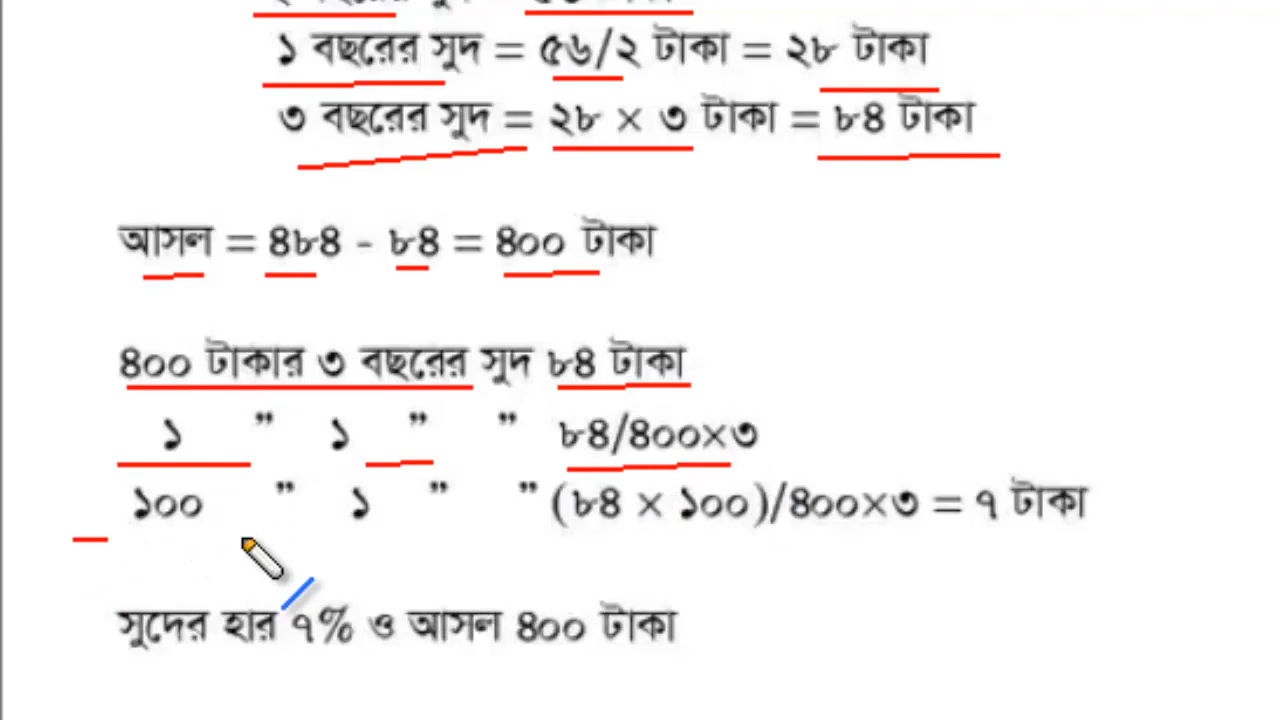 ১ বছরের সুদ = ৫৬/২ টাকা = ২৮ টাকা
৩ বছরের সুদ = ২৮ × ৩ টাকা = ৮৪ টাকা
আসল = ৪৮৪ - ৮৪ = ৪০০ টাকা
৪০০ টাকার ৩ বছরের সুদ ৮৪ টাকা
১ ” ১ ” ” ৮৪/৪০০×৩
১০০ ” ১ ” ” (৮৪ × ১০০)/৪০০×৩ = ৭ টাকা
সুদের হার ৭% ও আসল ৪০০ টাকা